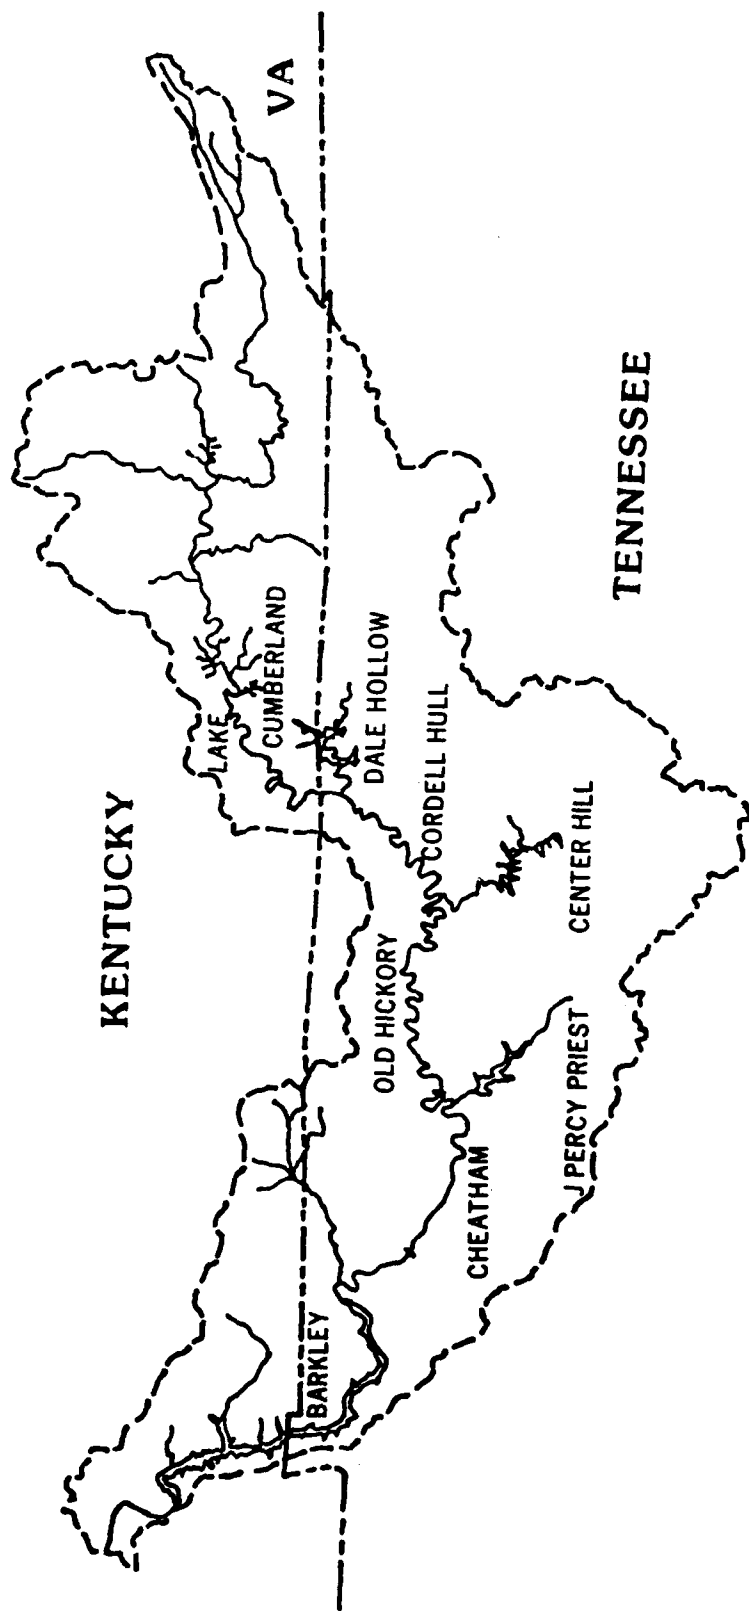 VA
KENTUCKY
LAKE
CUMBERLAND
DALE HOLLOW
CORDELL HULL
TENNESSEE
OLD HICKORY
CENTER HILL
BARKLEY
CHEATHAM
J PERCY PRIEST